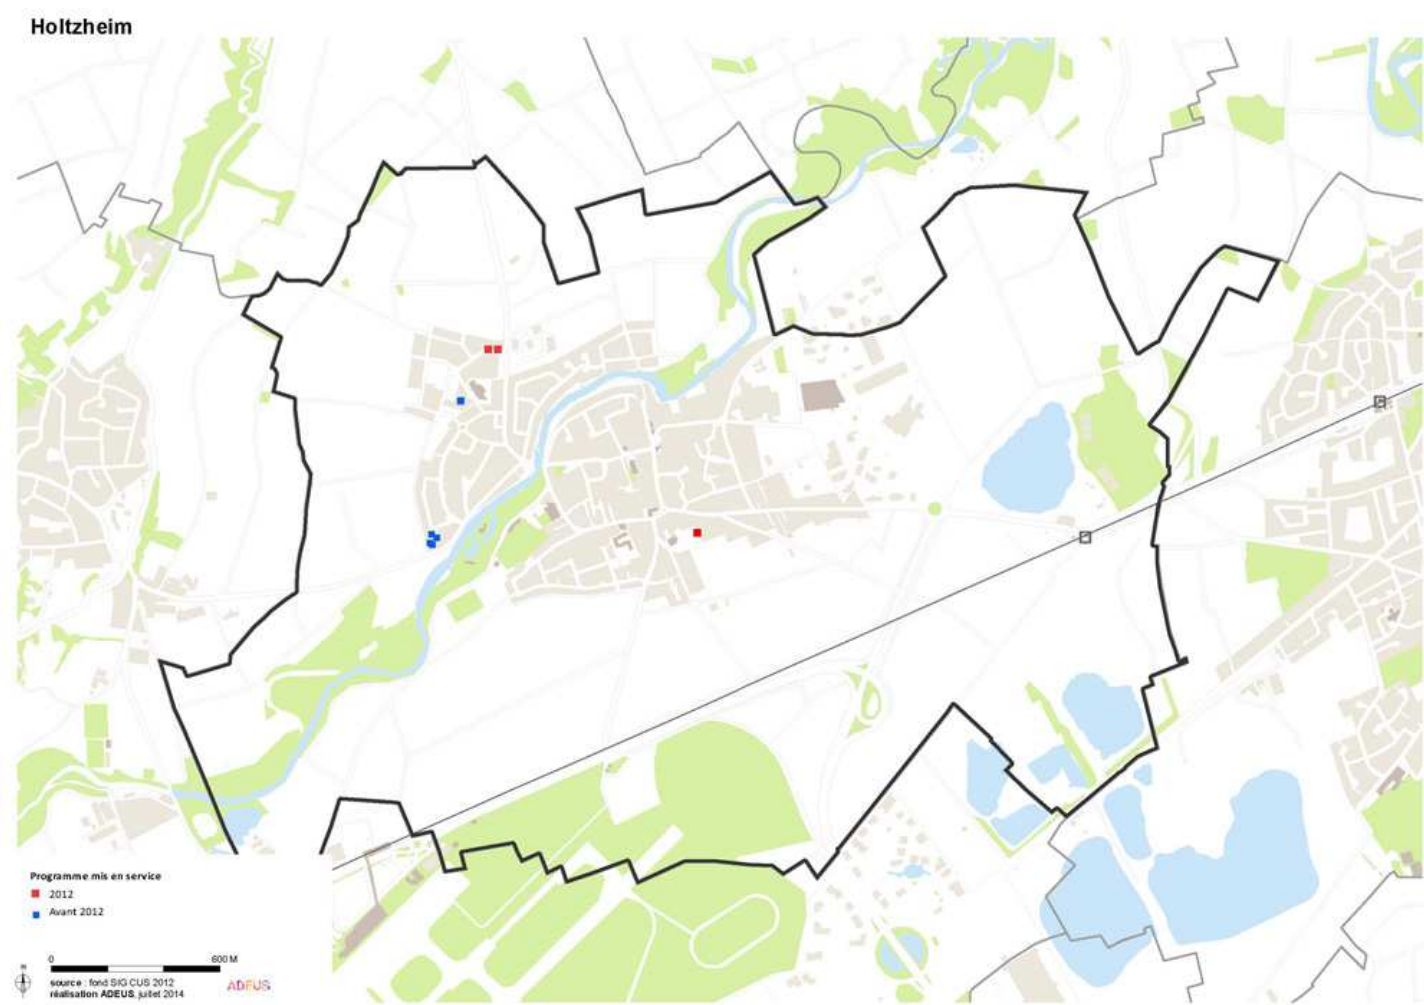 Holtzheim
Programme mis en service
2012
Avant 2012
0 600 M
N
source : fond SIG CUS 2012
réalisation ADEUS, juillet 2014
ADEUS